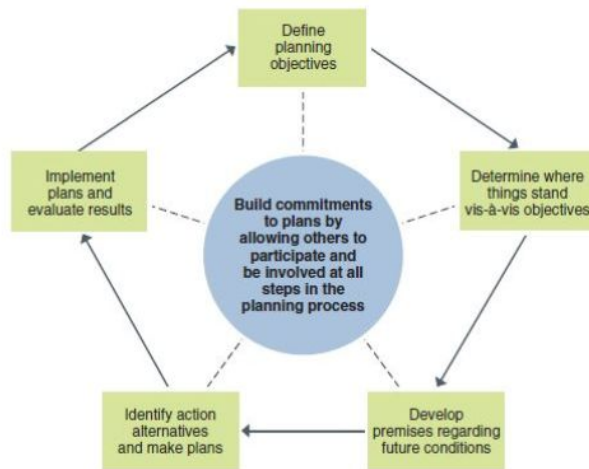 Define
planning
objectives
Determine where
things stand
vis-à-vis objectives
Develop
premises regarding
future conditions
Identify action
alternatives
and make plans
Implement
plans and
evaluate results
Build commitments
to plans by
allowing others to
participate and
be involved at all
steps in the
planning process